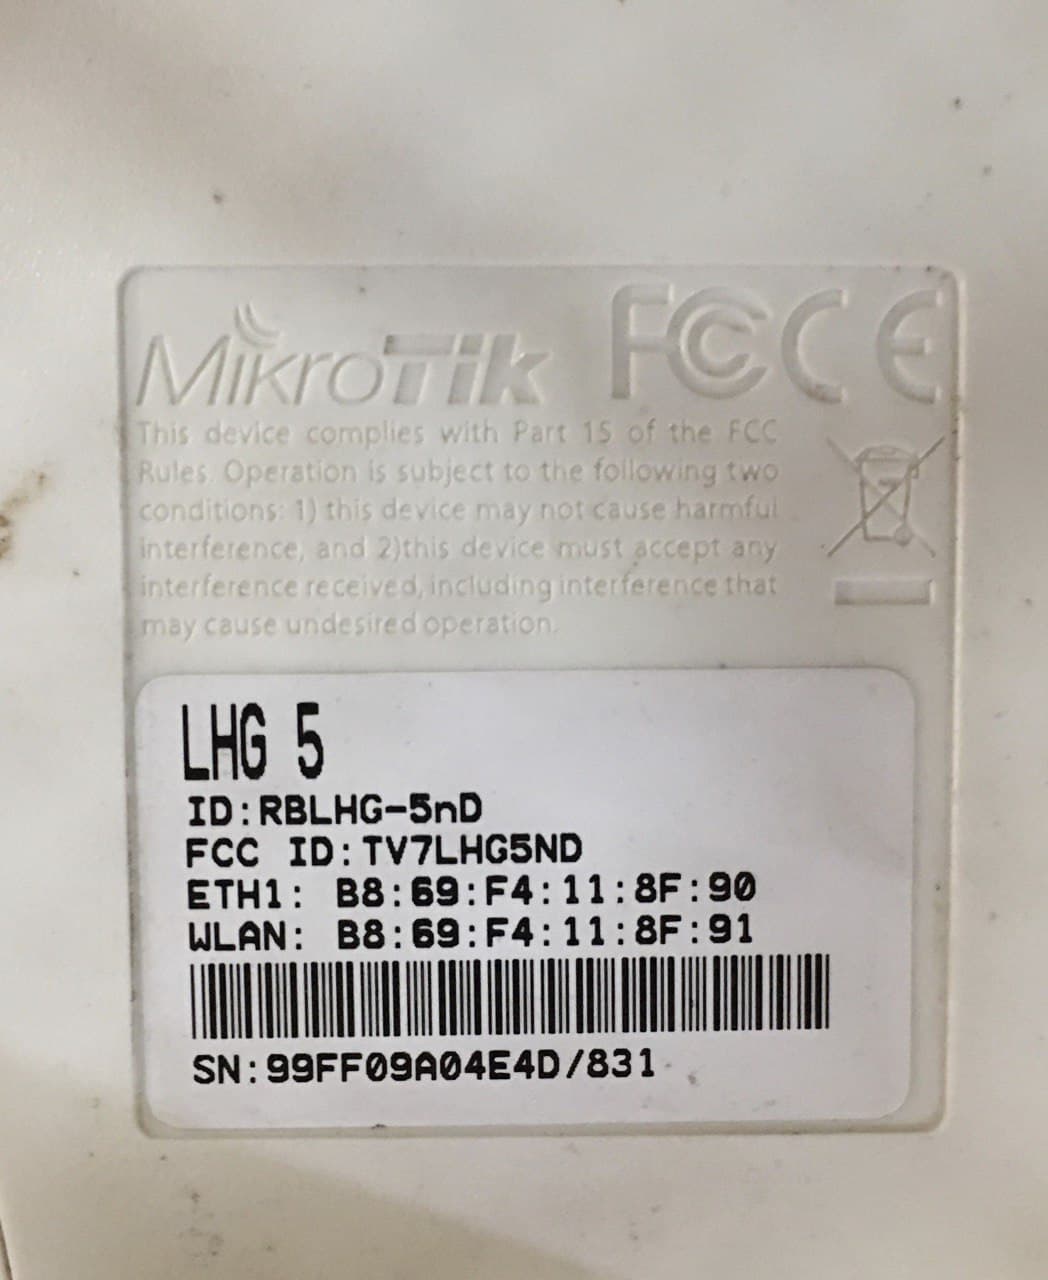 MikroTik FCC CE
This device complies with Part 15 of the FCC
Rules. Operation is subject to the following two
conditions: 1) this device may not cause harmful
interference, and 2)this device must accept any
interference received, including interference that
may cause undesired operation.
LHG 5
ID:RBLHG-5nD
FCC ID:TV7LHG5ND
ETH1: B8:69:F4:11:8F:90
WLAN: B8:69:F4:11:8F:91
SN:99FF09A04E4D/831